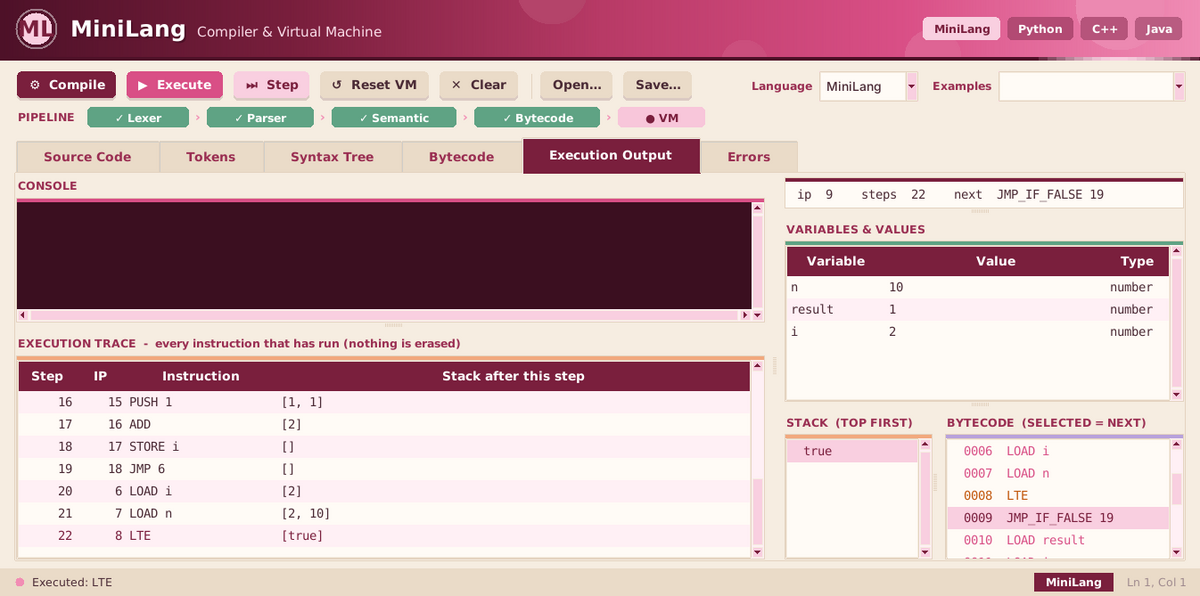 ML MiniLang Compiler & Virtual Machine MiniLang Python C++ Java
⚙ Compile ▶ Execute ⏭ Step ↺ Reset VM ✕ Clear Open... Save... Language MiniLang Examples
PIPELINE ✓ Lexer › ✓ Parser › ✓ Semantic › ✓ Bytecode › ● VM
Source Code Tokens Syntax Tree Bytecode Execution Output Errors
CONSOLE
EXECUTION TRACE - every instruction that has run (nothing is erased)
Step IP Instruction Stack after this step
16 15 PUSH 1 [1, 1]
17 16 ADD [2]
18 17 STORE i []
19 18 JMP 6 []
20 6 LOAD i [2]
21 7 LOAD n [2, 10]
22 8 LTE [true]
ip 9 steps 22 next JMP_IF_FALSE 19
VARIABLES & VALUES
Variable Value Type
n 10 number
result 1 number
i 2 number
STACK (TOP FIRST)
true
BYTECODE (SELECTED = NEXT)
0006 LOAD i
0007 LOAD n
0008 LTE
0009 JMP_IF_FALSE 19
0010 LOAD result
Executed: LTE MiniLang Ln 1, Col 1